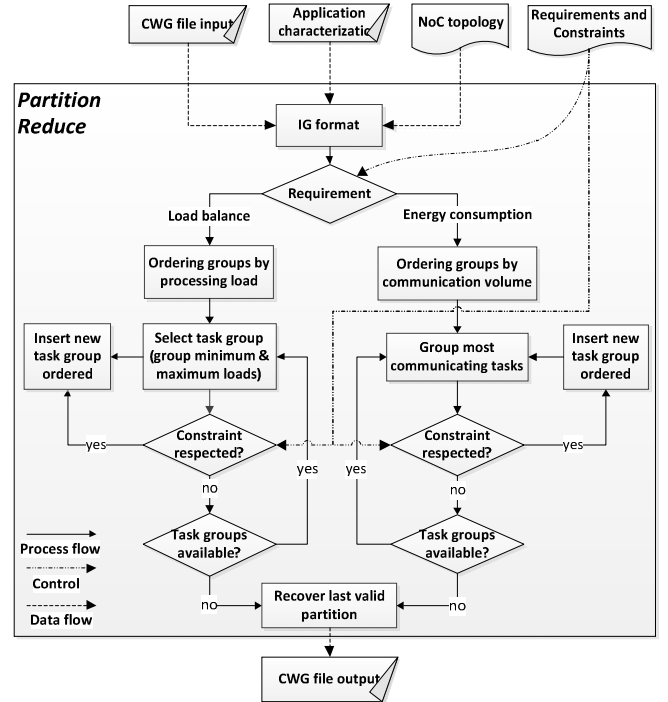 CWG file input
Application
characterization
NoC topology
Requirements and
Constraints
Partition
Reduce
IG format
Requirement
Load balance
Energy consumption
Ordering groups by
processing load
Ordering groups by
communication volume
Insert new
task group
ordered
Select task group
(group minimum &
maximum loads)
Group most
communicating tasks
Insert new
task group
ordered
yes
Constraint
respected?
yes
yes
Constraint
respected?
yes
no
no
Task groups
available?
Task groups
available?
Process flow
Control
Data flow
no
Recover last valid
partition
no
CWG file output